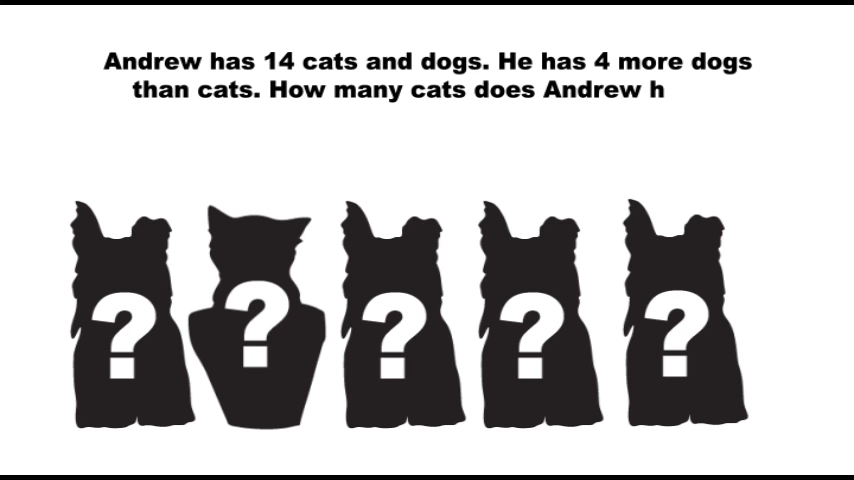 Andrew has 14 cats and dogs. He has 4 more dogs
than cats. How many cats does Andrew h
? ? ? ? ?